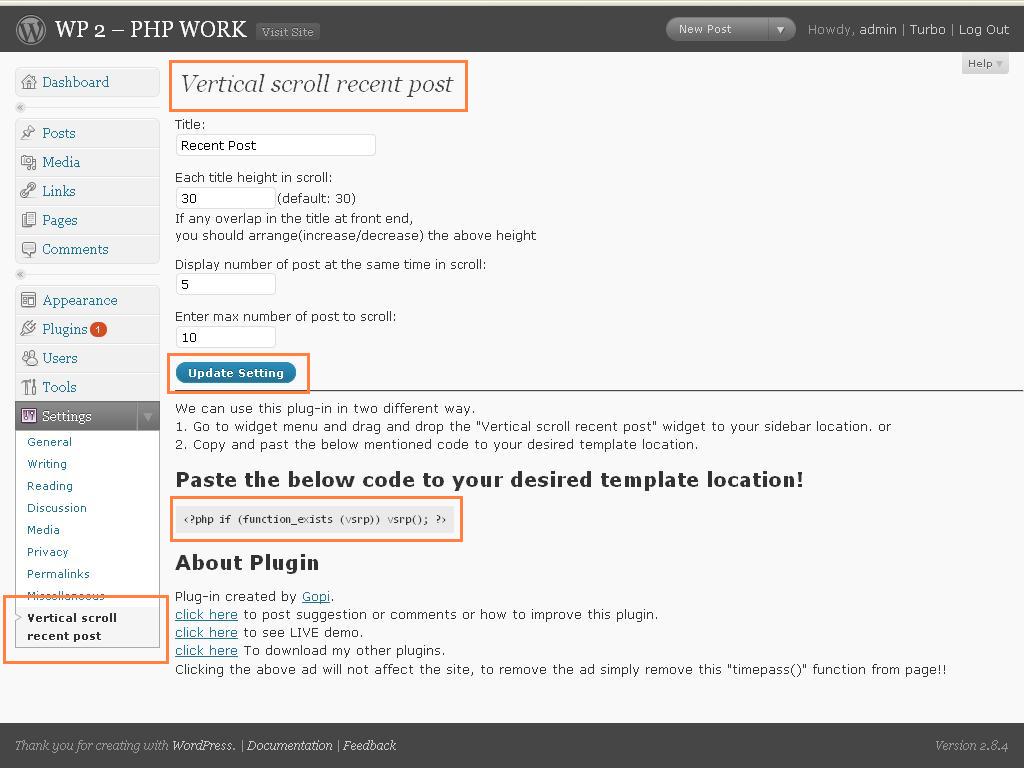 WP 2 – PHP WORK Visit Site
New Post
Howdy, admin | Turbo | Log Out
Help
Dashboard
Posts
Media
Links
Pages
Comments
Appearance
Plugins 1
Users
Tools
Settings
General
Writing
Reading
Discussion
Media
Privacy
Permalinks
Miscellaneous
Vertical scroll
recent post
Vertical scroll recent post
Title:
Recent Post
Each title height in scroll:
30 (default: 30)
If any overlap in the title at front end,
you should arrange(increase/decrease) the above height
Display number of post at the same time in scroll:
5
Enter max number of post to scroll:
10
Update Setting
We can use this plug-in in two different way.
1. Go to widget menu and drag and drop the "Vertical scroll recent post" widget to your sidebar location. or
2. Copy and past the below mentioned code to your desired template location.
Paste the below code to your desired template location!
<?php if (function_exists (vsrp)) vsrp(); ?>
About Plugin
Plug-in created by Gopi.
click here to post suggestion or comments or how to improve this plugin.
click here to see LIVE demo.
click here To download my other plugins.
Clicking the above ad will not affect the site, to remove the ad simply remove this "timepass()" function from page!!
Thank you for creating with WordPress. | Documentation | Feedback
Version 2.8.4